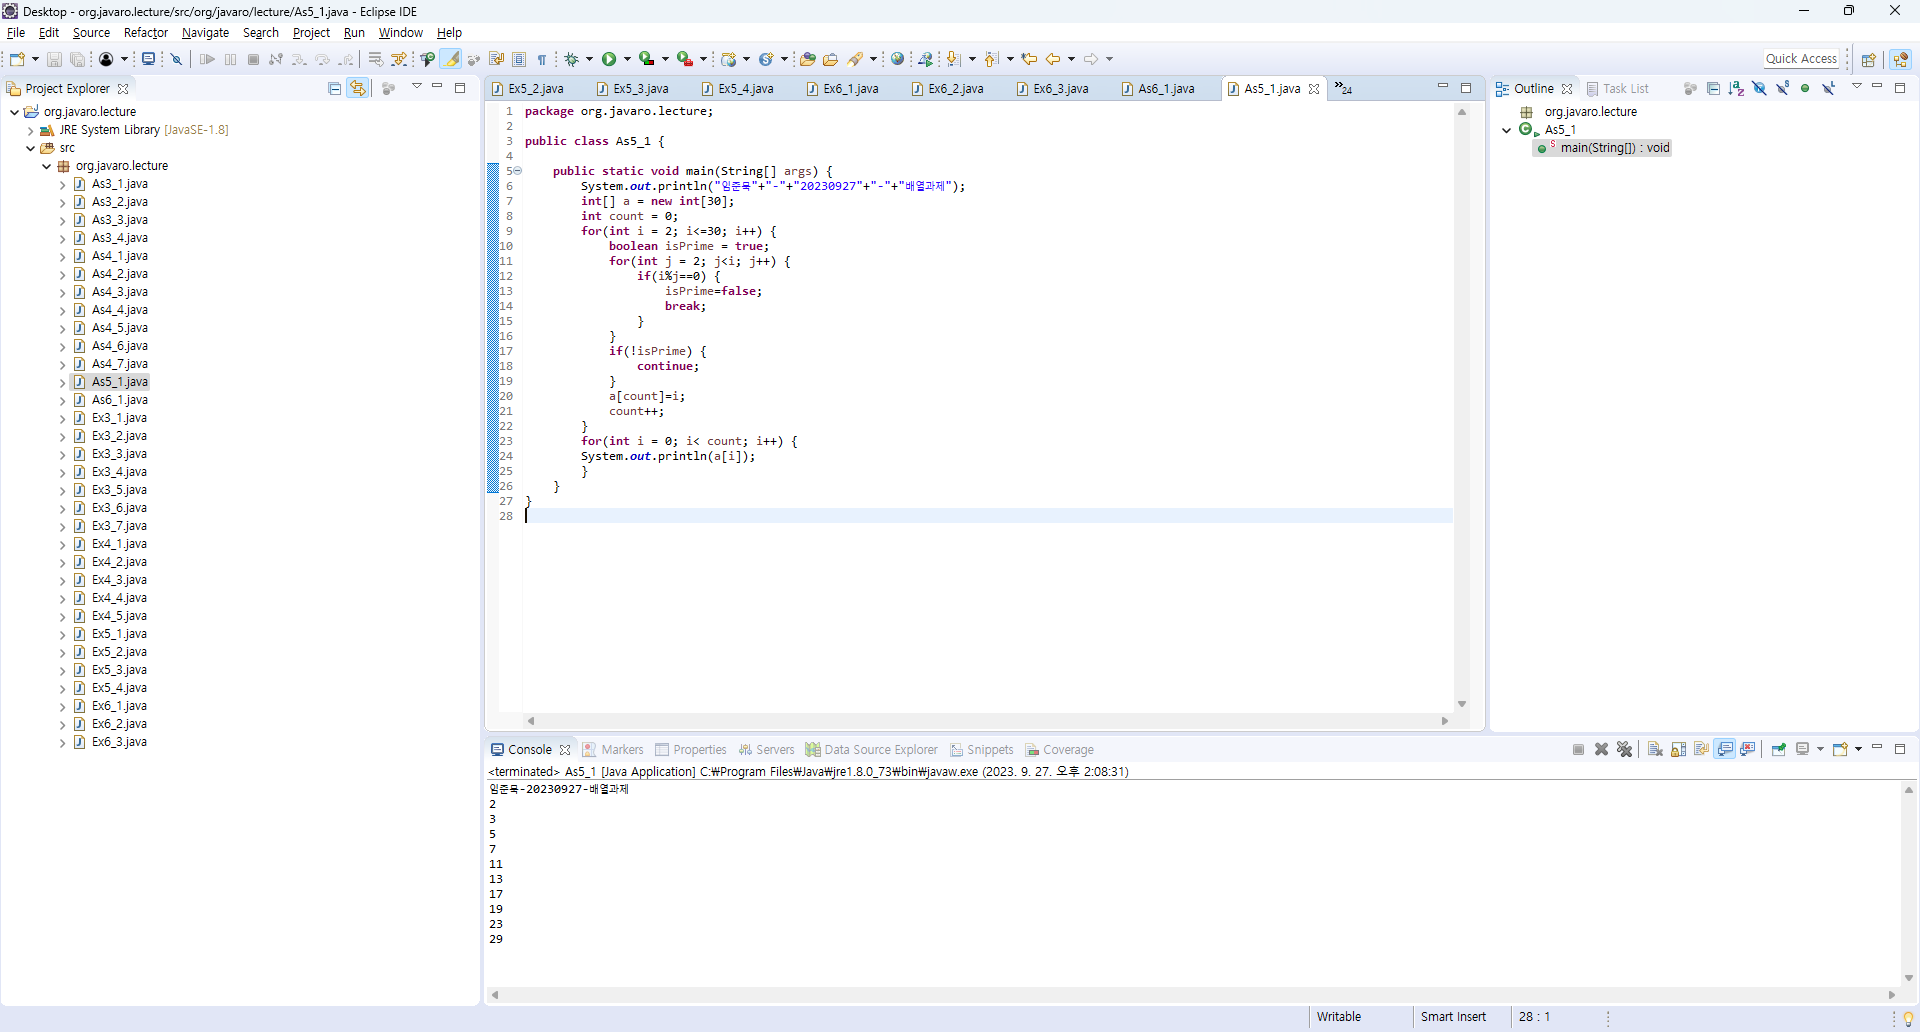 Desktop - org.javaro.lecture/src/org/javaro/lecture/As5_1.java - Eclipse IDE
File Edit Source Refactor Navigate Search Project Run Window Help
Quick Access
Project Explorer
org.javaro.lecture
JRE System Library [JavaSE-1.8]
src
org.javaro.lecture
As3_1.java
As3_2.java
As3_3.java
As3_4.java
As4_1.java
As4_2.java
As4_3.java
As4_4.java
As4_5.java
As4_6.java
As4_7.java
As5_1.java
As6_1.java
Ex3_1.java
Ex3_2.java
Ex3_3.java
Ex3_4.java
Ex3_5.java
Ex3_6.java
Ex3_7.java
Ex4_1.java
Ex4_2.java
Ex4_3.java
Ex4_4.java
Ex4_5.java
Ex5_1.java
Ex5_2.java
Ex5_3.java
Ex5_4.java
Ex6_1.java
Ex6_2.java
Ex6_3.java
Ex5_2.java Ex5_3.java Ex5_4.java Ex6_1.java Ex6_2.java Ex6_3.java As6_1.java As5_1.java »24
1 package org.javaro.lecture;
2
3 public class As5_1 {
4
5 public static void main(String[] args) {
6 System.out.println("임준묵"+"-"+"20230927"+"-"+"배열과제");
7 int[] a = new int[30];
8 int count = 0;
9 for(int i = 2; i<=30; i++) {
10 boolean isPrime = true;
11 for(int j = 2; j<i; j++) {
12 if(i%j==0) {
13 isPrime=false;
14 break;
15 }
16 }
17 if(!isPrime) {
18 continue;
19 }
20 a[count]=i;
21 count++;
22 }
23 for(int i = 0; i< count; i++) {
24 System.out.println(a[i]);
25 }
26 }
27 }
28
Outline Task List
org.javaro.lecture
As5_1
main(String[]) : void
Console Markers Properties Servers Data Source Explorer Snippets Coverage
<terminated> As5_1 [Java Application] C:₩Program Files₩Java₩jre1.8.0_73₩bin₩javaw.exe (2023. 9. 27. 오후 2:08:31)
임준묵-20230927-배열과제
2
3
5
7
11
13
17
19
23
29
Writable Smart Insert 28 : 1